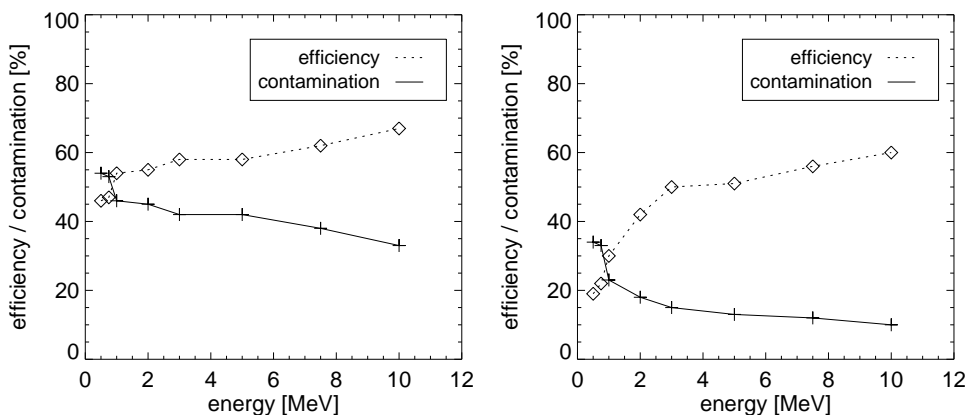 efficiency / contamination [%]
100
80
60
40
20
0
efficiency
contamination
0 2 4 6 8 10 12
energy [MeV]
efficiency / contamination [%]
100
80
60
40
20
0
efficiency
contamination
0 2 4 6 8 10 12
energy [MeV]